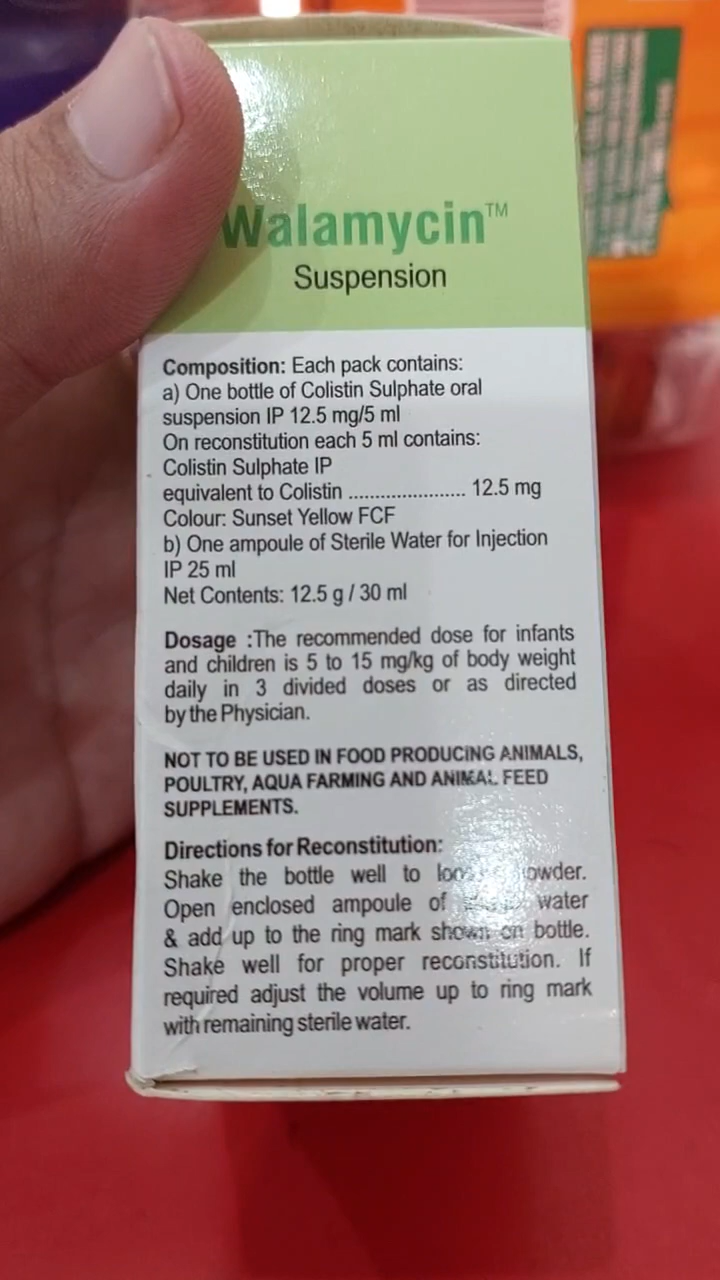 Walamycin™
Suspension
Composition: Each pack contains:
a) One bottle of Colistin Sulphate oral
suspension IP 12.5 mg/5 ml
On reconstitution each 5 ml contains:
Colistin Sulphate IP
equivalent to Colistin ...................... 12.5 mg
Colour: Sunset Yellow FCF
b) One ampoule of Sterile Water for Injection
IP 25 ml
Net Contents: 12.5 g / 30 ml
Dosage :The recommended dose for infants
and children is 5 to 15 mg/kg of body weight
daily in 3 divided doses or as directed
by the Physician.
NOT TO BE USED IN FOOD PRODUCING ANIMALS,
POULTRY, AQUA FARMING AND ANIMAL FEED
SUPPLEMENTS.
Directions for Reconstitution:
Shake the bottle well to
Open enclosed ampoule of water
& add up to the ring mark shown on bottle.
Shake well for proper reconstitution. If
required adjust the volume up to ring mark
with remaining sterile water.